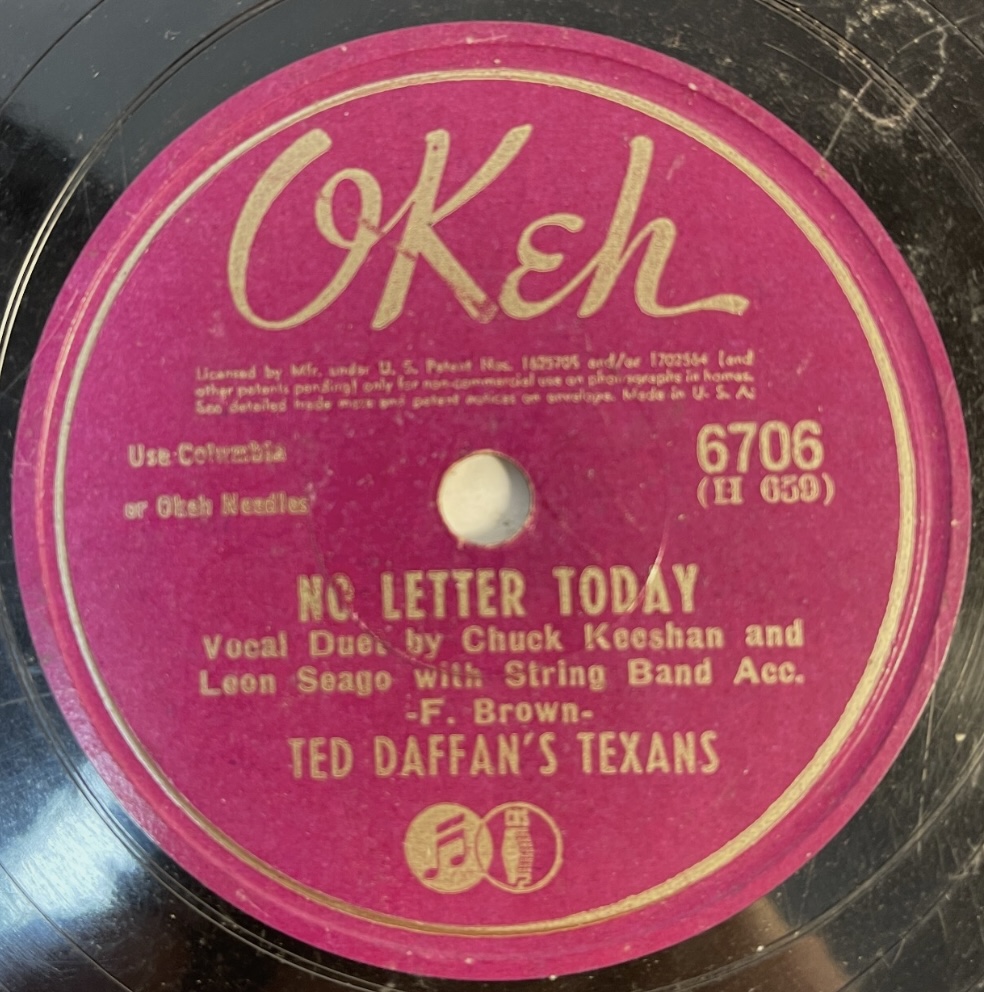 OKeh
Licensed by Mfr. under U. S. Patent Nos. 1625705 and/or 1702564 (and
other patents pending) only for non-commercial use on phonographs in homes.
See detailed trade mark and patent notices on envelope. Made in U. S. A.
Use Columbia
or Okeh Needles
6706
(H 659)
NO LETTER TODAY
Vocal Duet by Chuck Keeshan and
Leon Seago with String Band Acc.
-F. Brown-
TED DAFFAN'S TEXANS